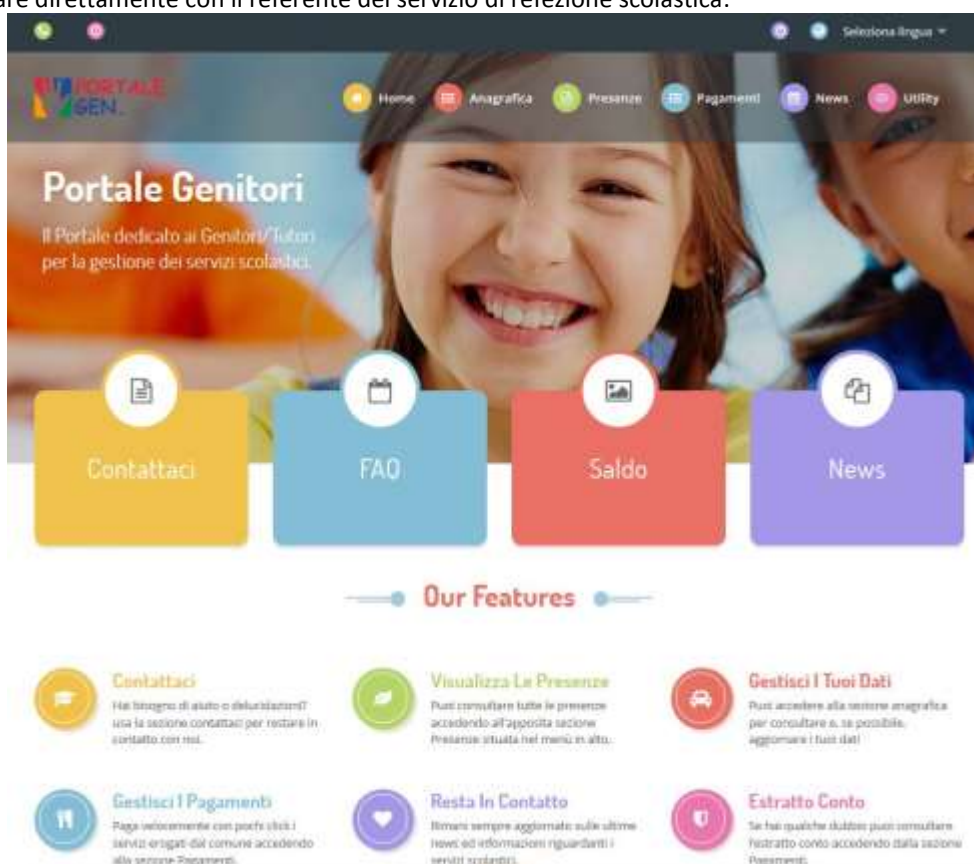 are direttamente con il referente del servizio di refezione scolastica.
Seleziona lingua
PORTALE
GEN.
Home Anagrafica Presenze Pagamenti News Utility
Portale Genitori
Il Portale dedicato ai Genitori/Tutori
per la gestione dei servizi scolastici.
Contattaci FAQ Saldo News
Our Features
Contattaci
Hai bisogno di aiuto o delucidazioni?
usa la sezione contattaci per restare in
contatto con noi.
Visualizza Le Presenze
Puoi consultare tutte le presenze
accedendo all'apposita sezione
Presenze situata nel menù in alto.
Gestisci I Tuoi Dati
Puoi accedere alla sezione anagrafica
per consultare e, se possibile,
aggiornare i tuoi dati
Gestisci I Pagamenti
Paga velocemente con pochi click i
servizi erogati dal comune accedendo
alla sezione Pagamenti.
Resta In Contatto
Rimani sempre aggiornato sulle ultime
news ed informazioni riguardanti i
servizi scolastici.
Estratto Conto
Se hai qualche dubbio puoi consultare
l'estratto conto accedendo dalla sezione
Pagamenti.